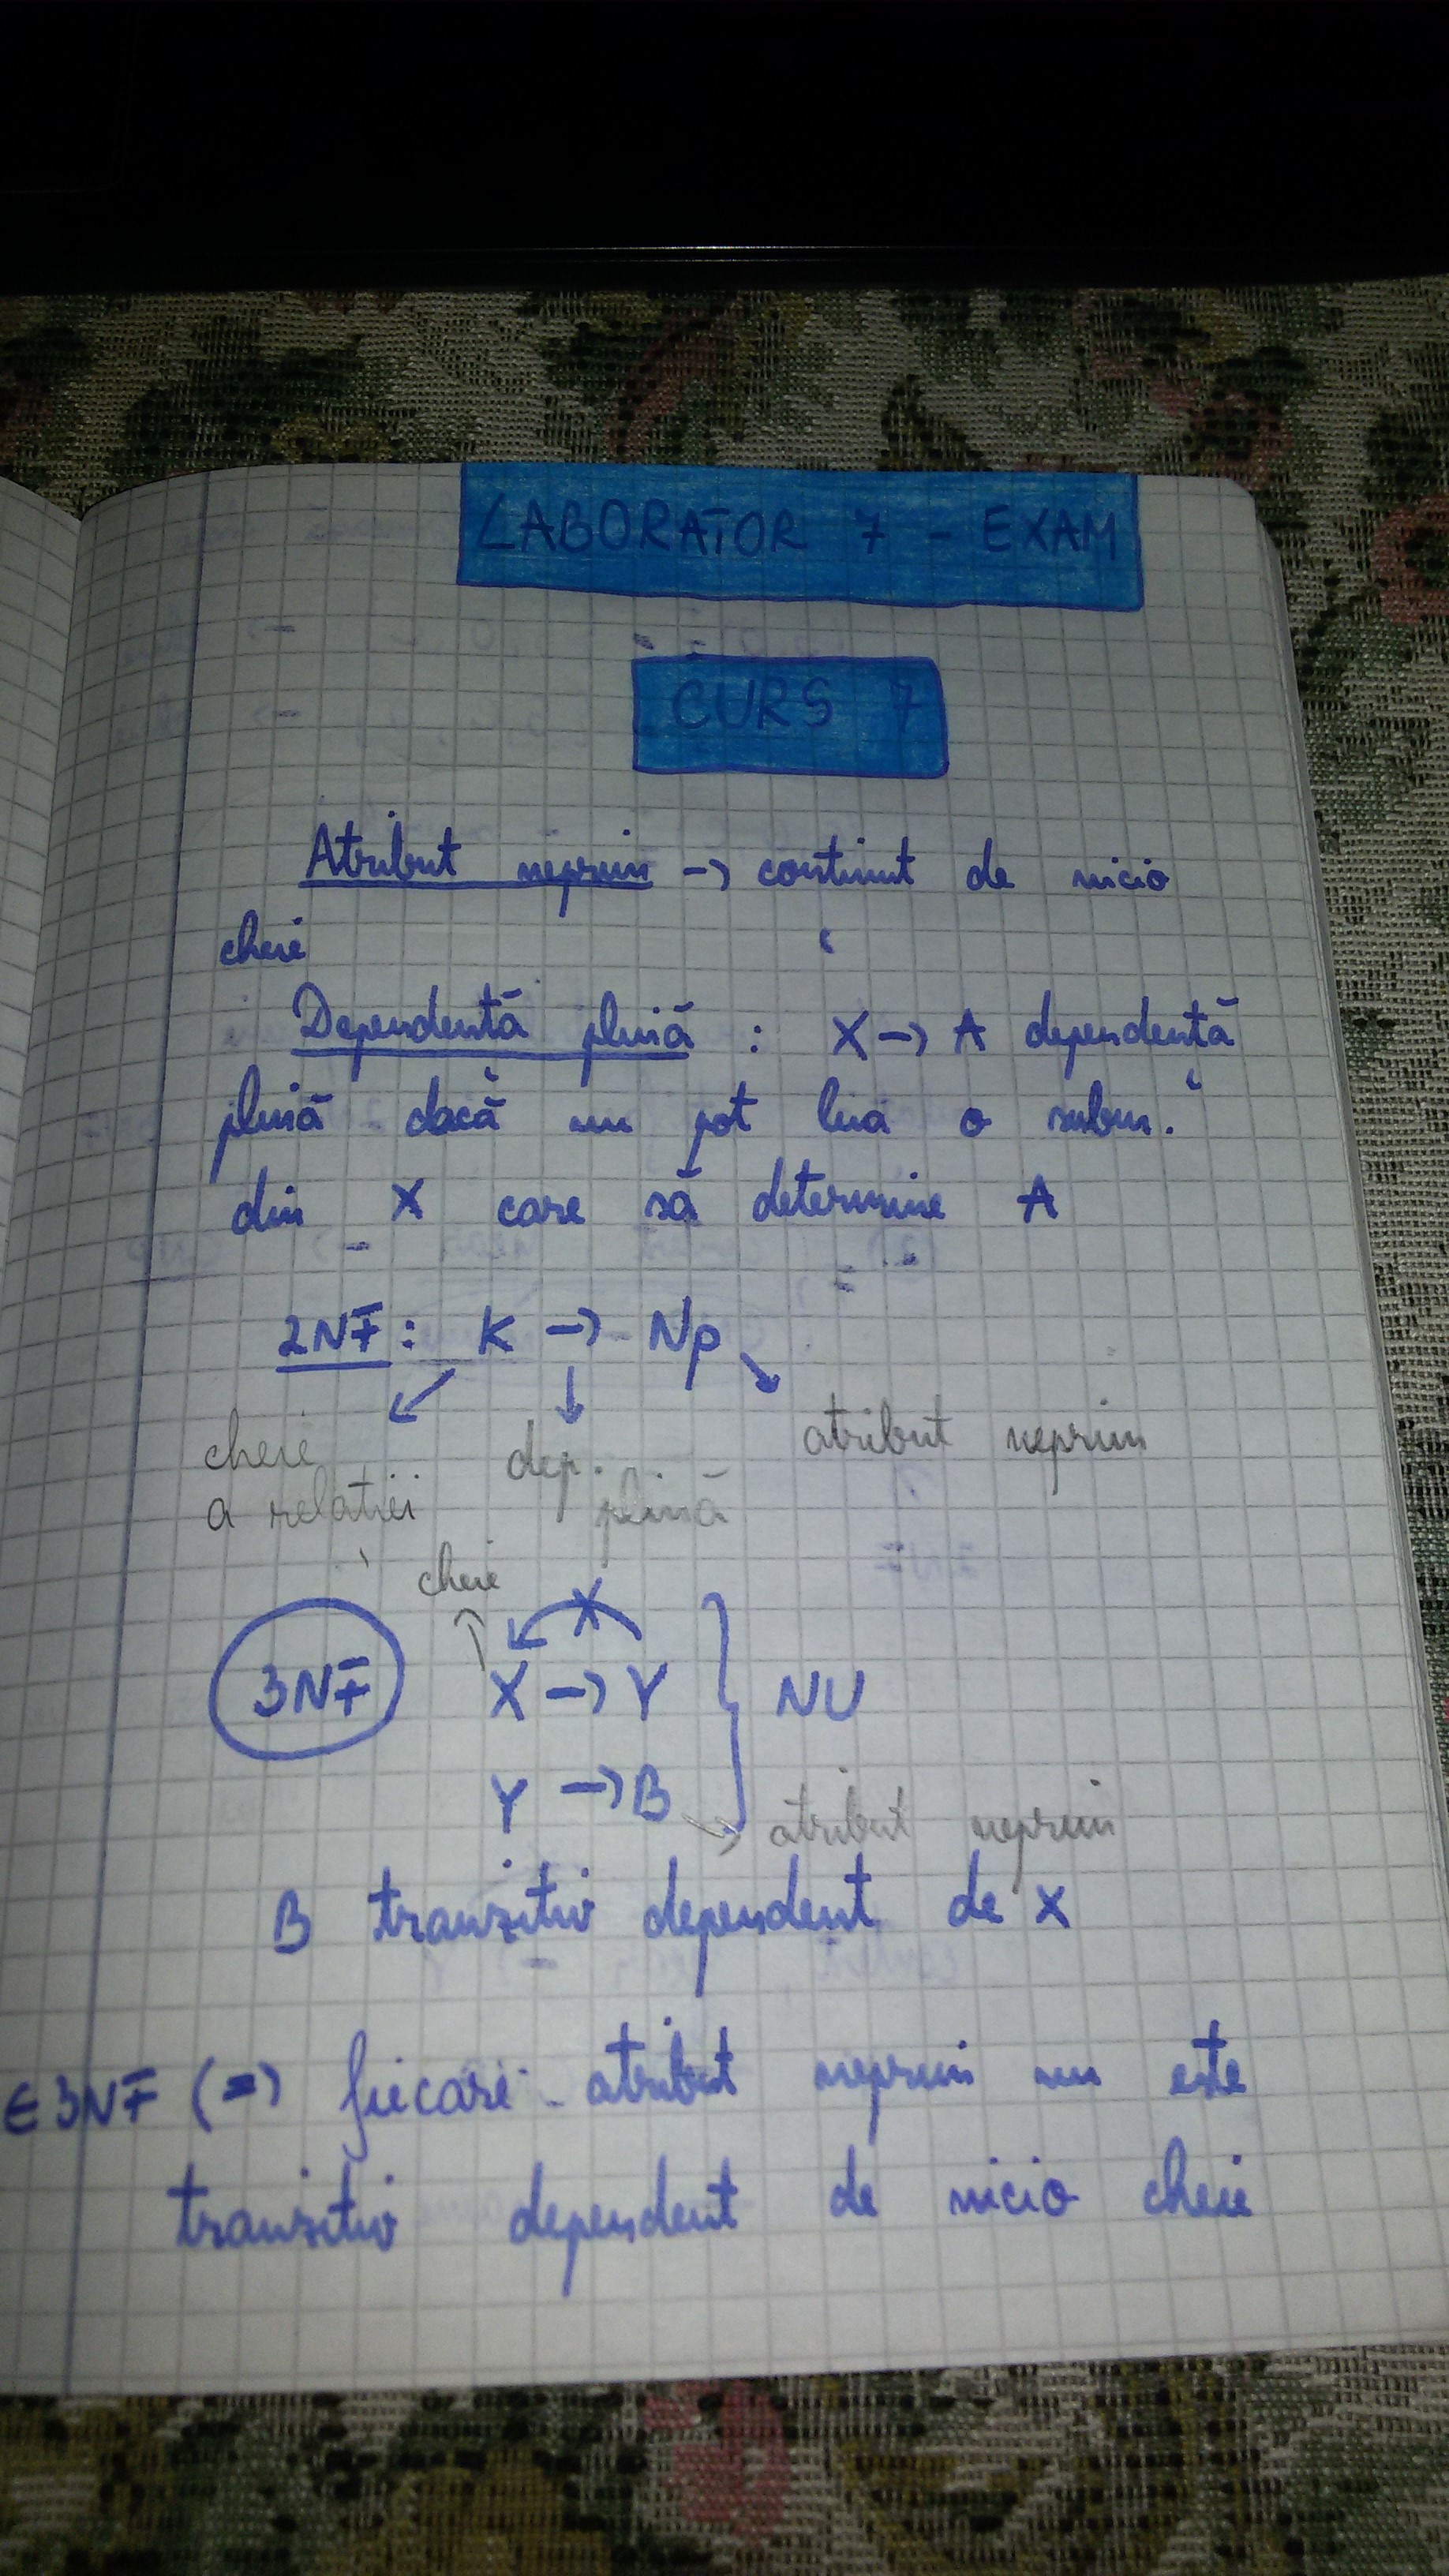 LABORATOR 7 - EXAM
CURS 7
Atribut neprim -> conținut de nicio
cheie
Dependență plină : X -> A dependență
plină dacă nu pot lua o subm.
din X care să determine A
2NF : K -> Np
cheie dep. atribut neprim
a relației plină
cheie
X
3NF X -> Y } NU
Y -> B
atribut neprim
B tranzitiv dependent de X
∈ 3NF (=) fiecare atribut neprim nu este
tranzitiv dependent de nicio cheie